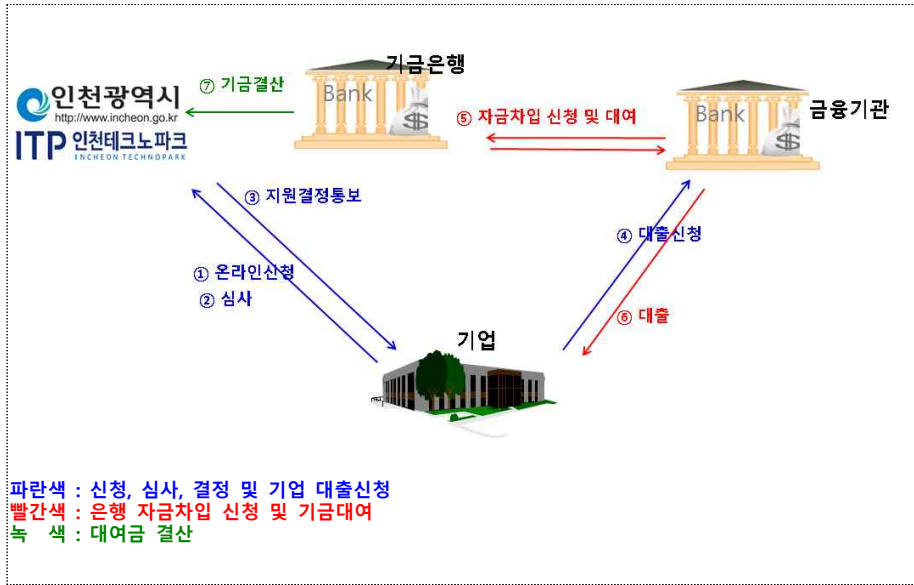 기금은행
⑦ 기금결산
Bank
인천광역시
http://www.incheon.go.kr
ITP 인천테크노파크
INCHEON TECHNOPARK
⑤ 자금차입 신청 및 대여
Bank
금융기관
③ 지원결정통보
④ 대출신청
① 온라인신청
② 심사
⑥ 대출
기업
파란색 : 신청, 심사, 결정 및 기업 대출신청
빨간색 : 은행 자금차입 신청 및 기금대여
녹 색 : 대여금 결산